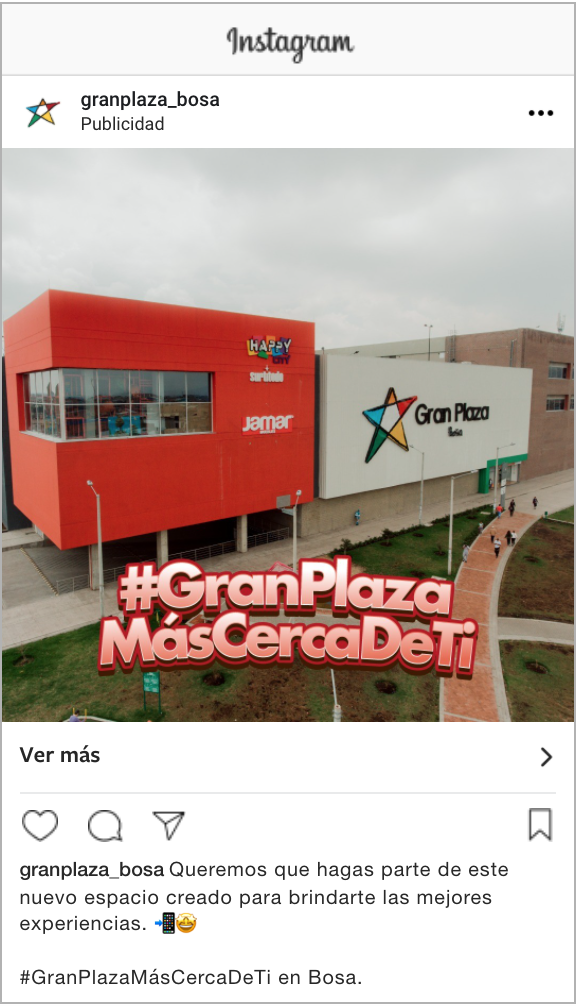 Instagram
granplaza_bosa
Publicidad
HAPPY
CITY
surtitodo
Jamar
Gran Plaza
Bosa
#GranPlaza
MásCercaDeTi
Ver más
granplaza_bosa Queremos que hagas parte de este
nuevo espacio creado para brindarte las mejores
experiencias. 📲🤩
#GranPlazaMásCercaDeTi en Bosa.